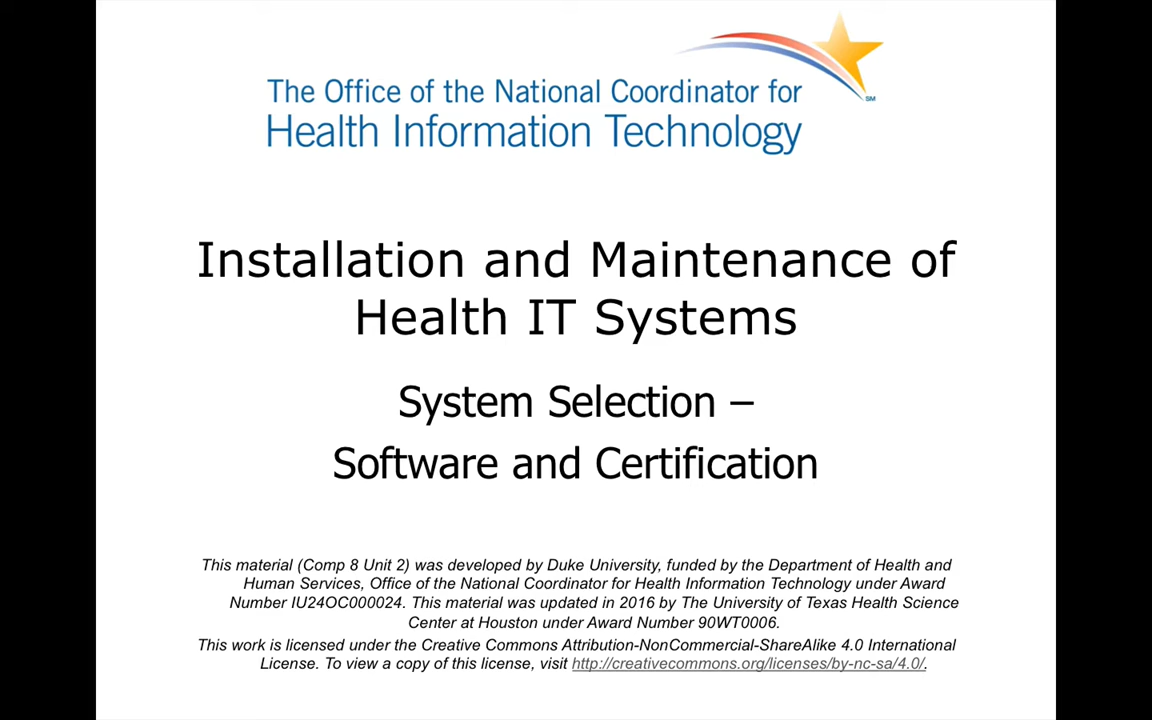 The Office of the National Coordinator for
Health Information Technology
SM
Installation and Maintenance of
Health IT Systems
System Selection –
Software and Certification
This material (Comp 8 Unit 2) was developed by Duke University, funded by the Department of Health and
Human Services, Office of the National Coordinator for Health Information Technology under Award
Number IU24OC000024. This material was updated in 2016 by The University of Texas Health Science
Center at Houston under Award Number 90WT0006.
This work is licensed under the Creative Commons Attribution-NonCommercial-ShareAlike 4.0 International
License. To view a copy of this license, visit http://creativecommons.org/licenses/by-nc-sa/4.0/.